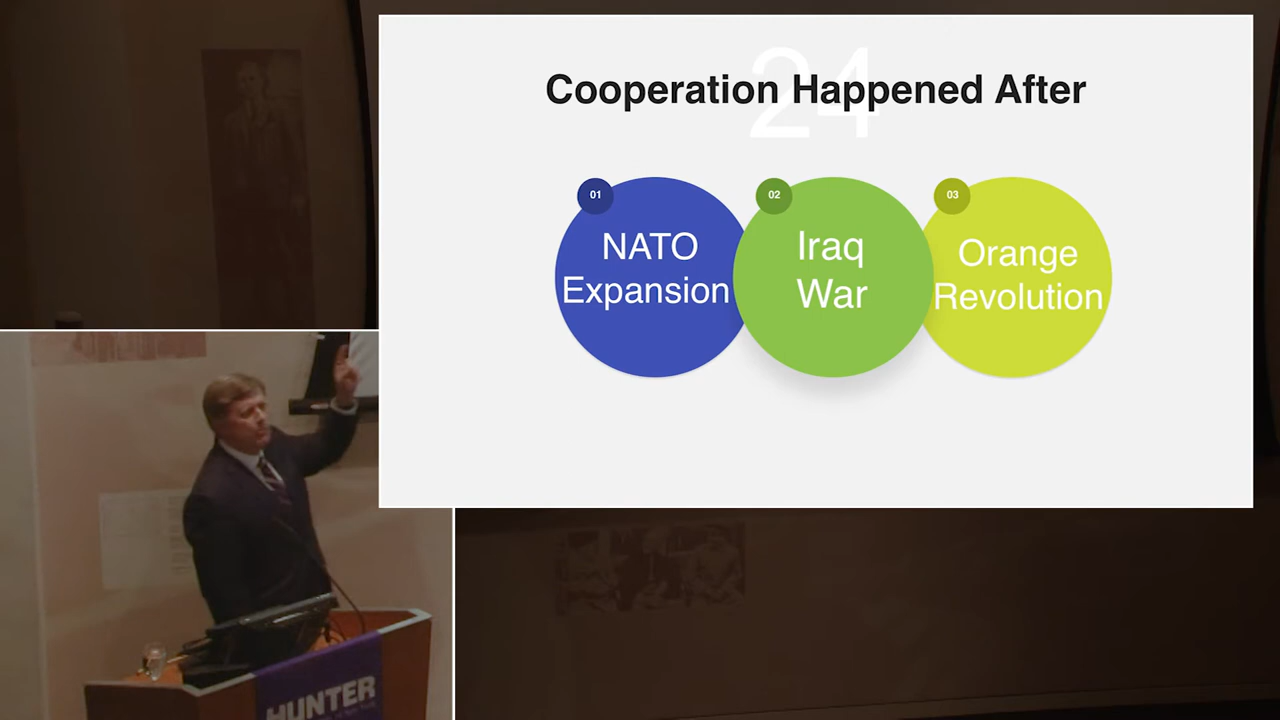 24
Cooperation Happened After
01
NATO
Expansion
02
Iraq
War
03
Orange
Revolution
HUNTER